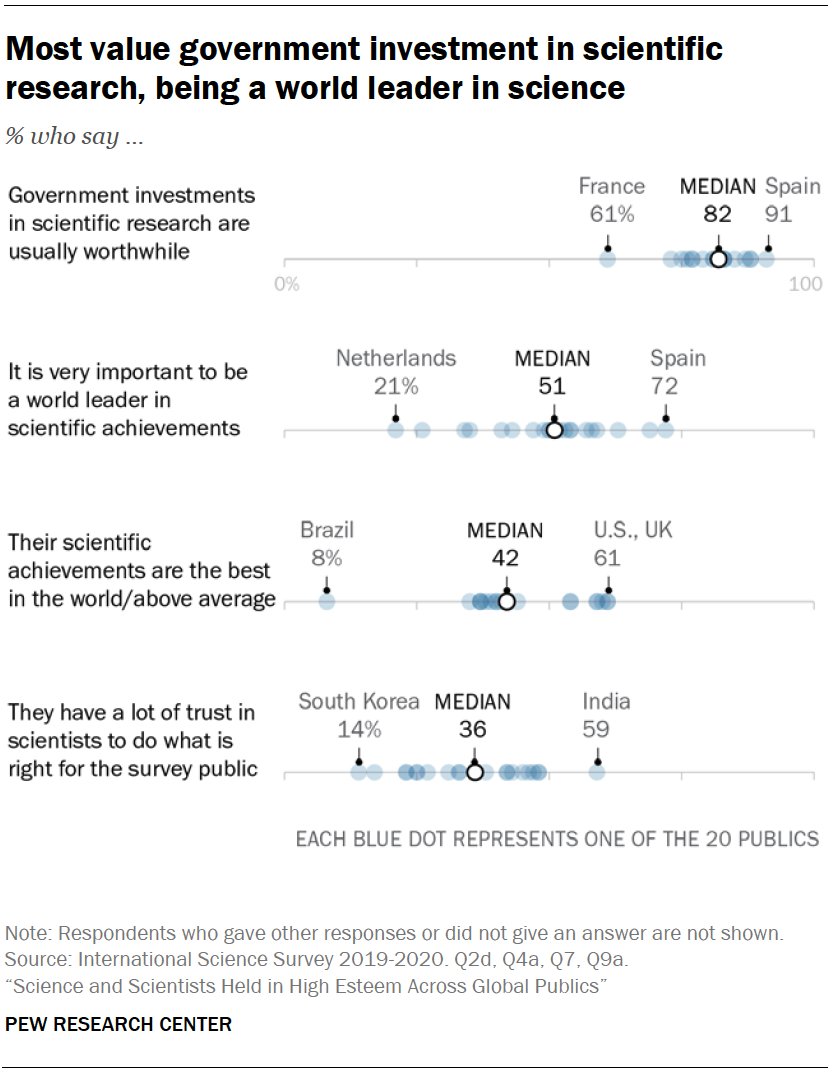 Most value government investment in scientific
research, being a world leader in science
% who say ...
Government investments
in scientific research are
usually worthwhile
France
61%
MEDIAN
82
Spain
91
0%
100
It is very important to be
a world leader in
scientific achievements
Netherlands
21%
MEDIAN
51
Spain
72
Their scientific
achievements are the best
in the world/above average
Brazil
8%
MEDIAN
42
U.S., UK
61
They have a lot of trust in
scientists to do what is
right for the survey public
South Korea
14%
MEDIAN
36
India
59
EACH BLUE DOT REPRESENTS ONE OF THE 20 PUBLICS
Note: Respondents who gave other responses or did not give an answer are not shown.
Source: International Science Survey 2019-2020. Q2d, Q4a, Q7, Q9a.
“Science and Scientists Held in High Esteem Across Global Publics”
PEW RESEARCH CENTER